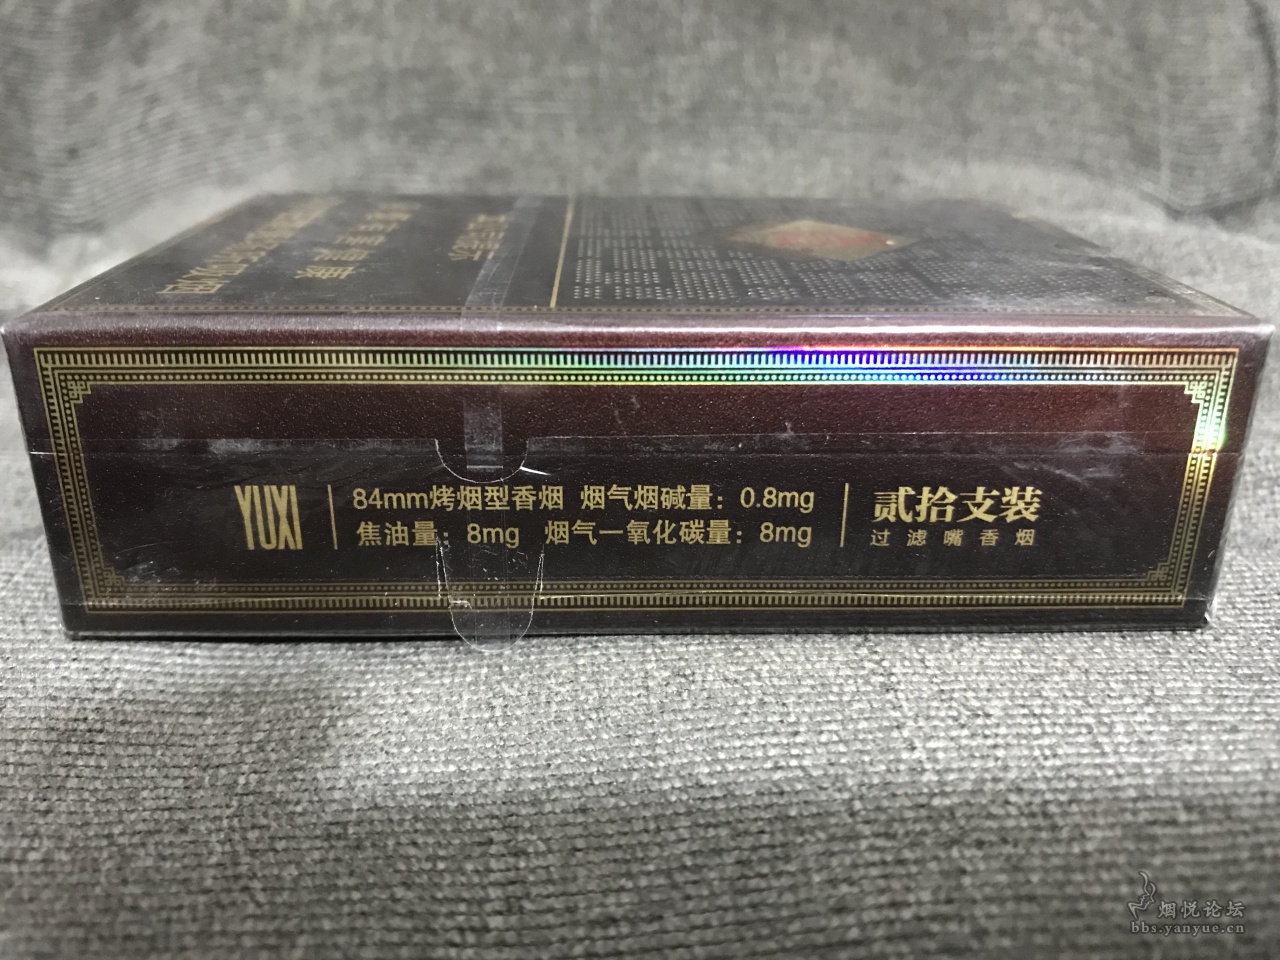 YUXI
84mm烤烟型香烟 烟气烟碱量：0.8mg
焦油量：8mg 烟气一氧化碳量：8mg
贰拾支装
过滤嘴香烟
烟悦论坛
bbs.yanyue.cn